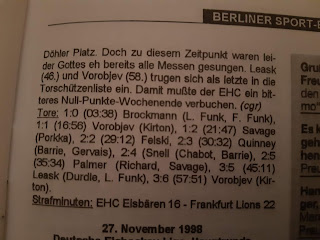 BERLINER SPORT-
Döhler Platz. Doch zu diesem Zeitpunkt waren lei-
der Gottes eh bereits alle Messen gesungen. Leask
(46.) und Vorobjev (58.) trugen sich als letzte in die
Torschützenliste ein. Damit mußte der EHC ein bit-
teres Null-Punkte-Wochenende verbuchen. (cgr)
Tore: 1:0 (03:38) Brockmann (L. Funk, F. Funk),
1:1 (16:56) Vorobjev (Kirton), 1:2 (21:47) Savage
(Porkka), 2:2 (29:12) Felski, 2:3 (30:32) Quinney
(Barrie, Gervais), 2:4 (Snell (Chabot, Barrie), 2:5
(35:34) Palmer (Richard, Savage), 3:5 (45:11)
Leask (Durdle, L. Funk), 3:6 (57:51) Vorobjev (Kir-
ton).
Strafminuten: EHC Eisbären 16 - Frankfurt Lions 22
27. November 1998